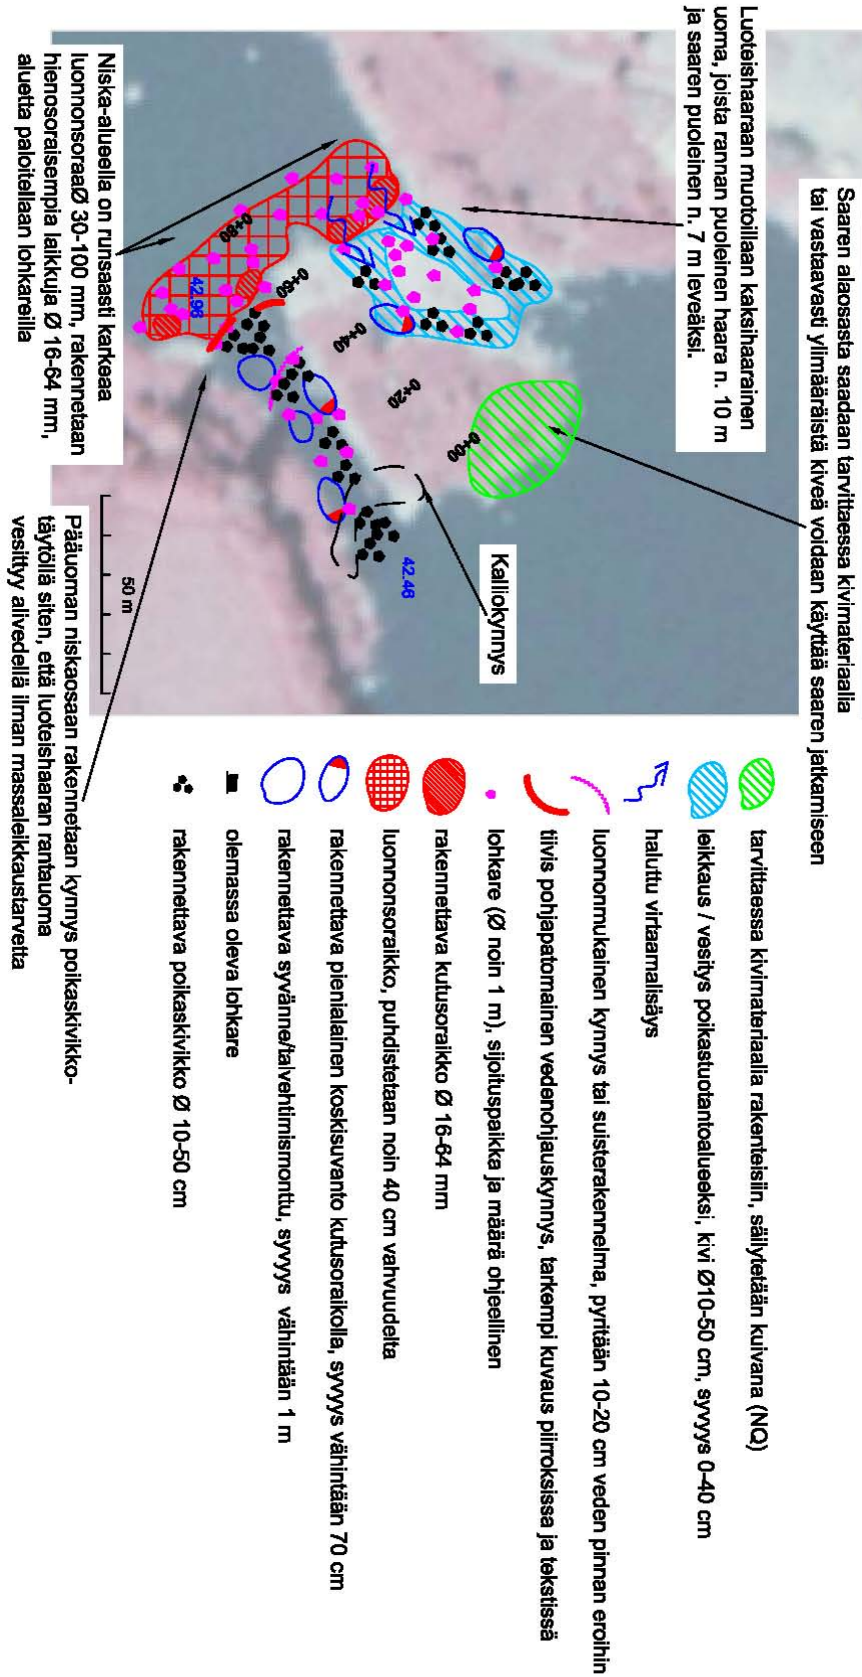 Saaren alaosasta saadaan tarvittaessa kivimateriaalia
tai vastaavasti ylimääräistä kiveä voidaan käyttää saaren jatkamiseen
Luoteishaaraan muotoillaan kaksihaarainen
uoma, joista rannan puoleinen haara n. 10 m
ja saaren puoleinen n. 7 m leveäksi.
Kalliokynnys
0+00
0+20
0+40
0+60
0+80
42.96
42.46
50 m
Niska-alueella on runsaasti karkeaa
luonnonsoraaØ 30-100 mm, rakennetaan
hienosoraisempia laikkuja Ø 16-64 mm,
aluetta paloitellaan lohkareilla
Pääuoman niskaosaan rakennetaan kynnys poikaskivikko-
täytöllä siten, että luoteishaaran rantauoma
vesittyy alivedellä ilman massaleikkaustarvetta
tarvittaessa kivimateriaalia rakenteisiin, säilytetään kuivana (NQ)
leikkaus / vesitys poikastuotantoalueeksi, kivi Ø10-50 cm, syvyys 0-40 cm
haluttu virtaamalisäys
luonnonmukainen kynnys tai suisterakennelma, pyritään 10-20 cm veden pinnan eroihin
tiivis pohjapatomainen vedenohjauskynnys, tarkempi kuvaus piirroksissa ja tekstissä
lohkare (Ø noin 1 m), sijoituspaikka ja määrä ohjeellinen
rakennettava kutusoraikko Ø 16-64 mm
luonnonsoraikko, puhdistetaan noin 40 cm vahvuudelta
rakennettava pienialainen koskisuvanto kutusoraikolla, syvyys vähintään 70 cm
rakennettava syvänne/talvehtimismonttu, syvyys vähintään 1 m
olemassa oleva lohkare
rakennettava poikaskivikko Ø 10-50 cm